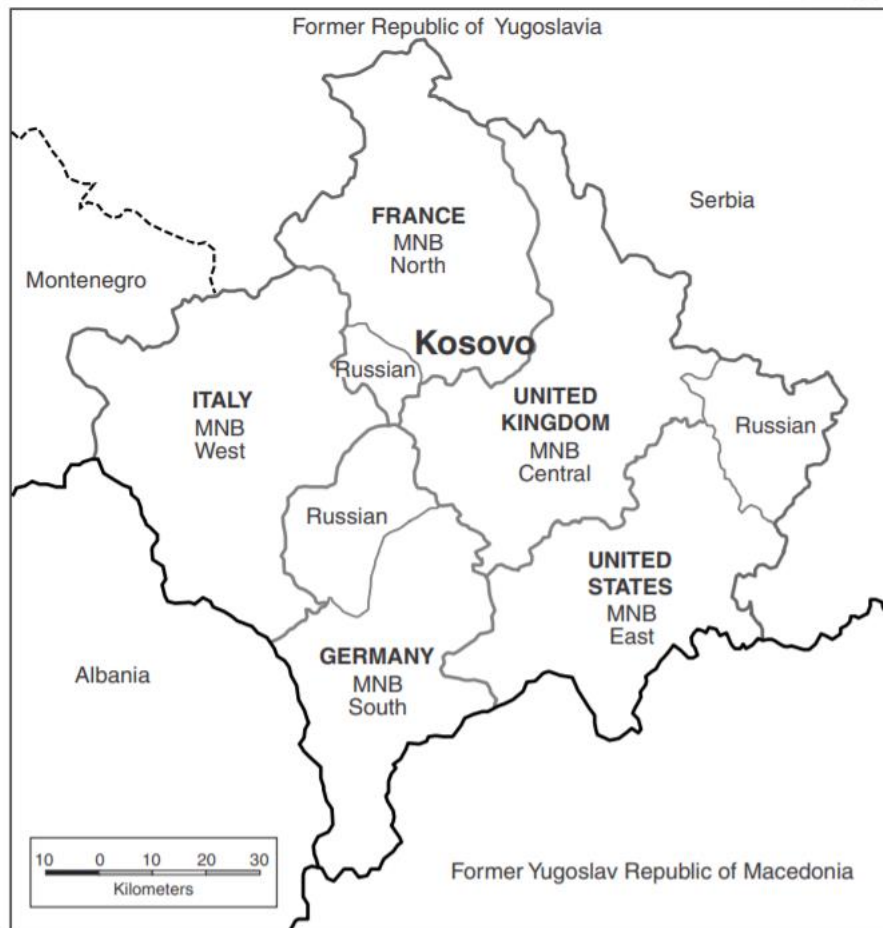 Former Republic of Yugoslavia
Serbia
FRANCE
MNB
North
Montenegro
Kosovo
Russian
ITALY
MNB
West
UNITED
KINGDOM
MNB
Central
Russian
Russian
UNITED
STATES
MNB
East
GERMANY
MNB
South
Albania
10 0 10 20 30
Kilometers
Former Yugoslav Republic of Macedonia